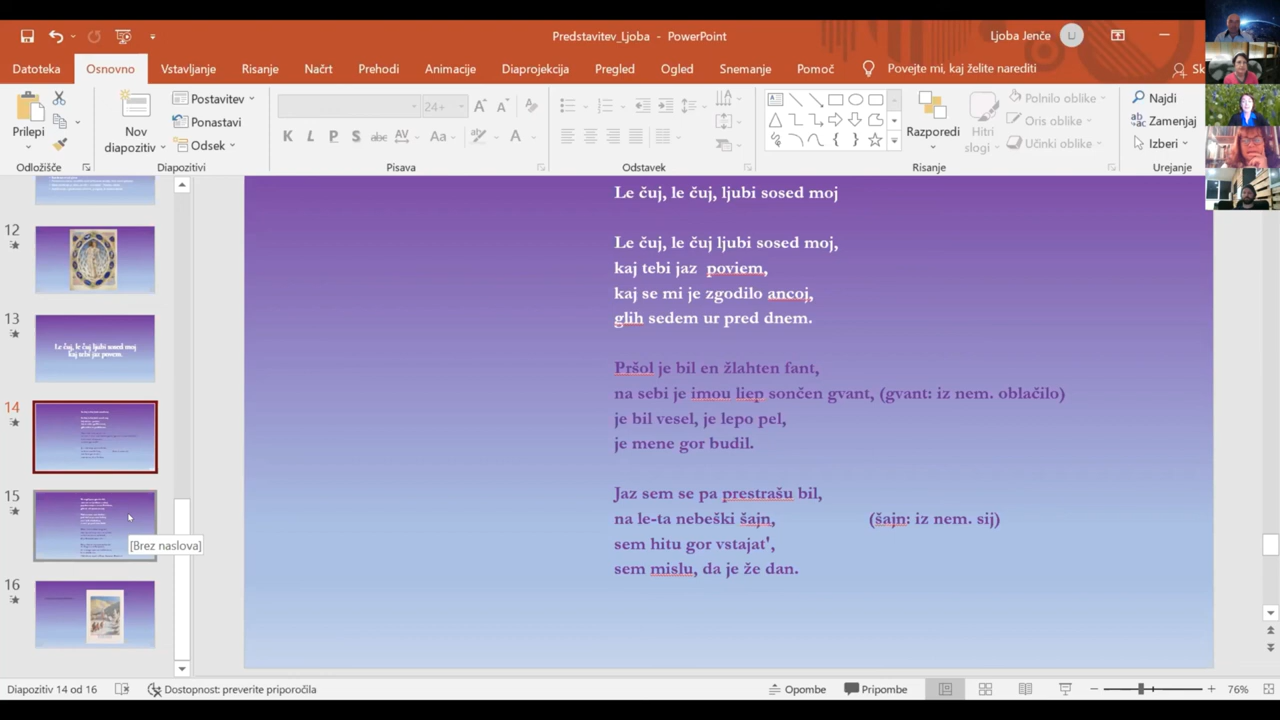 Predstavitev_Ljoba - PowerPoint
Ljoba Jenče
LJ
Datoteka
Osnovno
Vstavljanje
Risanje
Načrt
Prehodi
Animacije
Diaprojekcija
Pregled
Ogled
Snemanje
Pomoč
Povejte mi, kaj želite narediti
Sk
Prilepi
Odložišče
Nov diapozitiv
Postavitev
Ponastavi
Odsek
Diapozitivi
24+
K L P S abc AV Aa A
Pisava
Odstavek
Razporedi
Hitri slogi
Polnilo oblike
Oris oblike
Učinki oblike
Risanje
Najdi
Zamenjaj
Izberi
Urejanje
12
13
Le čuj, le čuj ljubi sosed moj
kaj tebi jaz povem.
14
15
[Brez naslova]
16
Le čuj, le čuj, ljubi sosed moj
Le čuj, le čuj ljubi sosed moj,
kaj tebi jaz poviem,
kaj se mi je zgodilo ancoj,
glih sedem ur pred dnem.
Pršol je bil en žlahten fant,
na sebi je imou liep sončen gvant, (gvant: iz nem. oblačilo)
je bil vesel, je lepo pel,
je mene gor budil.
Jaz sem se pa prestrašu bil,
na le-ta nebeški šajn, (šajn: iz nem. sij)
sem hitu gor vstajat',
sem mislu, da je že dan.
Diapozitiv 14 od 16
Dostopnost: preverite priporočila
Opombe
Pripombe
76%